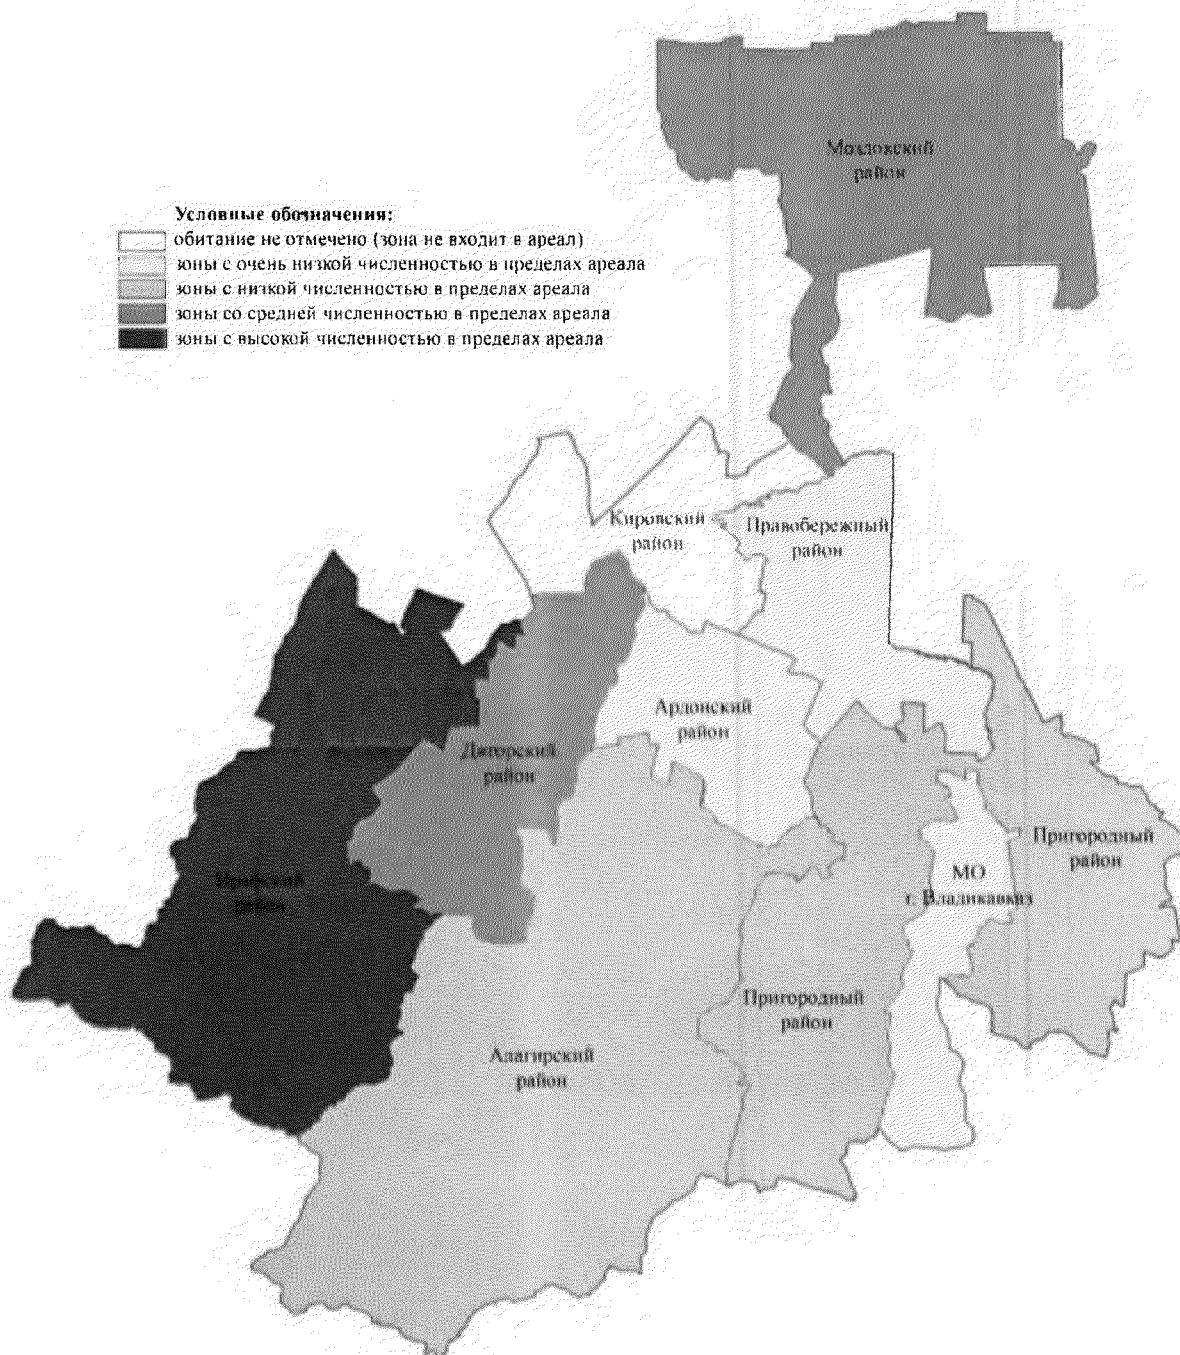 Моздокский
район
Условные обозначения:
обитание не отмечено (зона не входит в ареал)
зоны с очень низкой численностью в пределах ареала
зоны с низкой численностью в пределах ареала
зоны со средней численностью в пределах ареала
зоны с высокой численностью в пределах ареала
Кировский
район
Правобережный
район
Ардонский
район
Дигорский
район
Пригородный
район
МО
г. Владикавказ
Ирафский
район
Пригородный
район
Алагирский
район